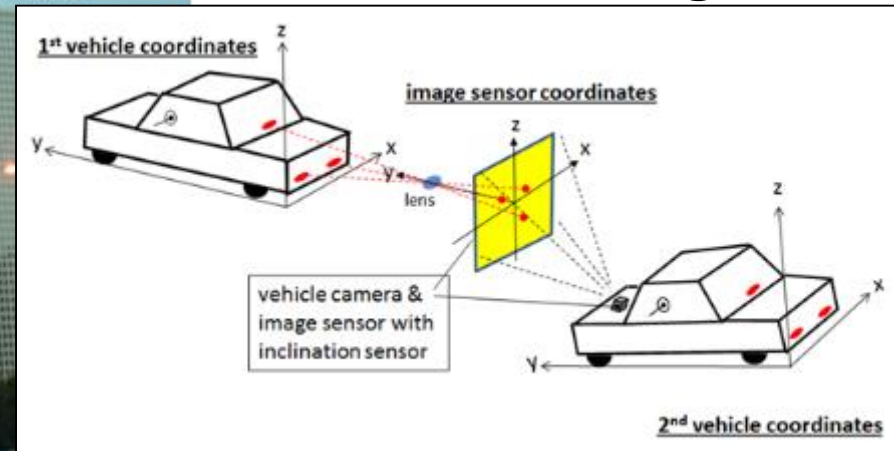 1st vehicle coordinates
z
y
x
image sensor coordinates
z
x
y
lens
vehicle camera &
image sensor with
inclination sensor
z
x
y
2nd vehicle coordinates